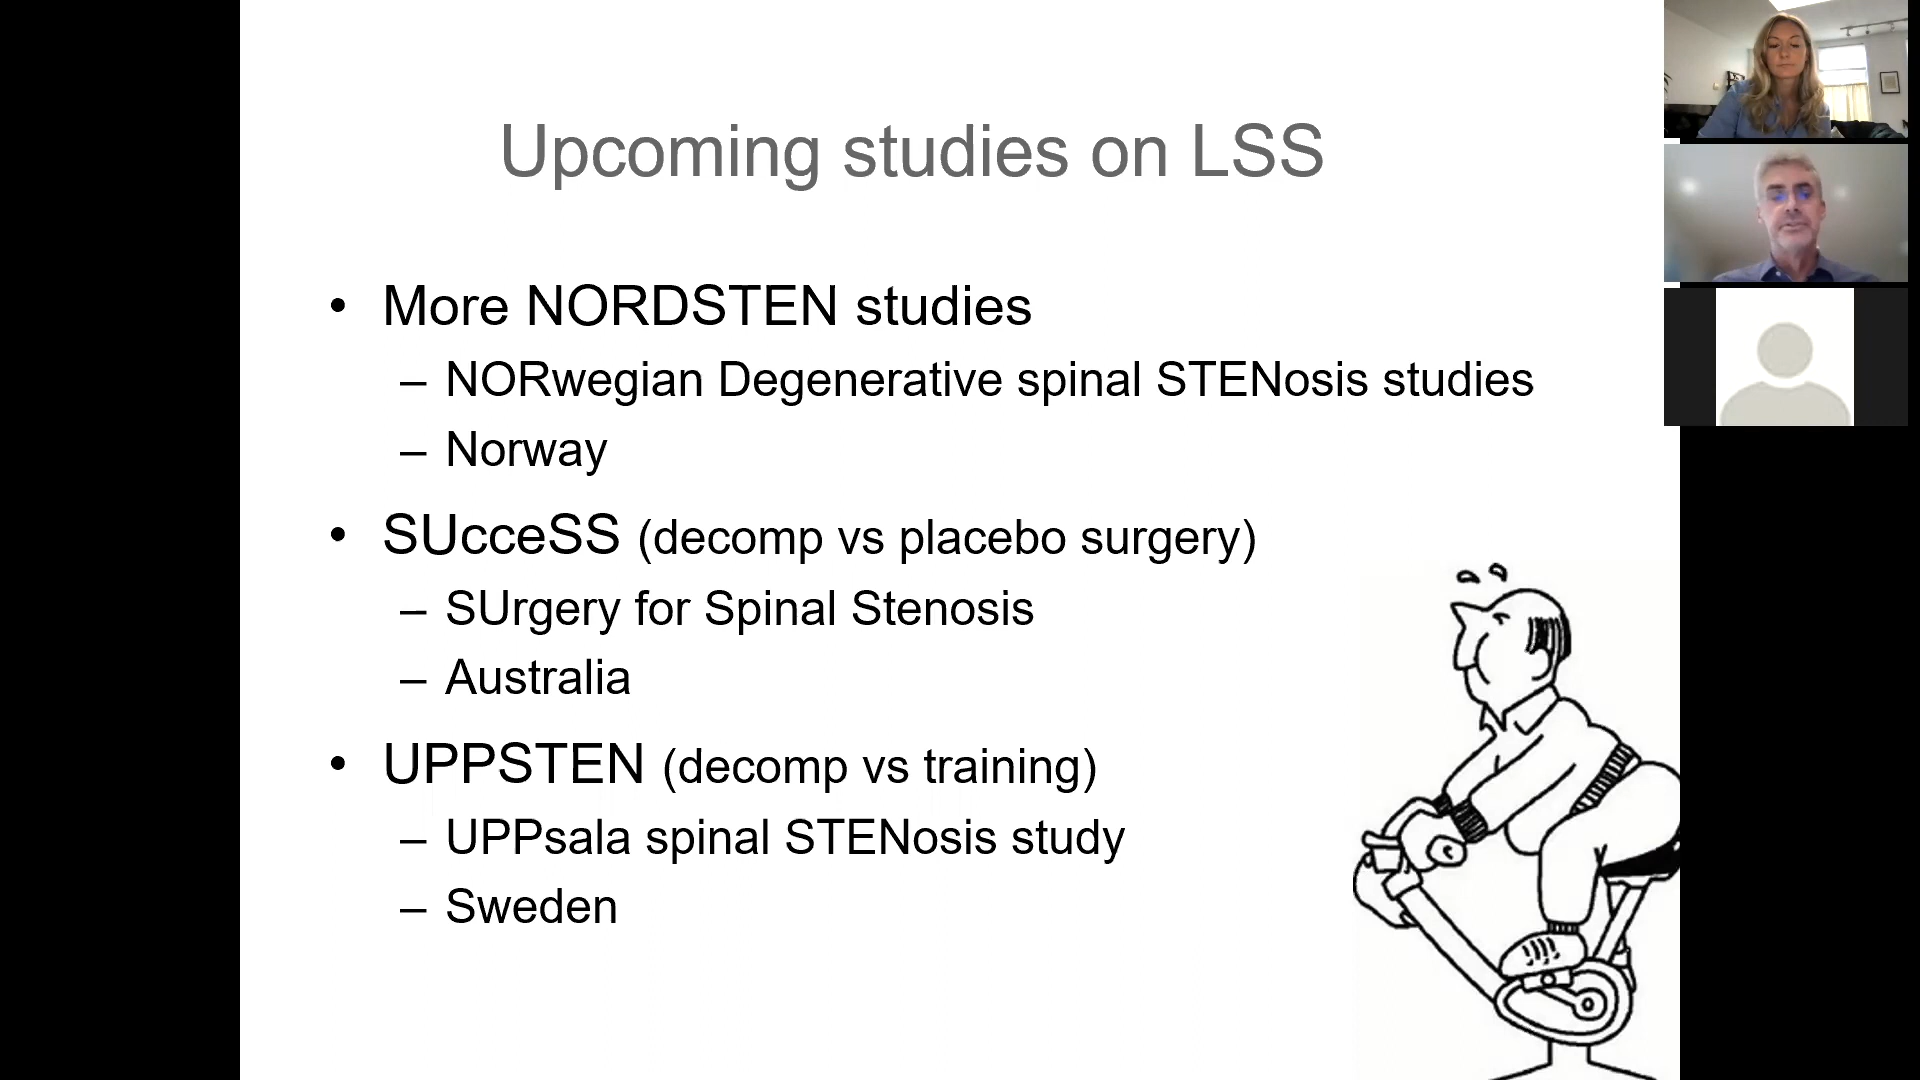 Upcoming studies on LSS
• More NORDSTEN studies
– NORwegian Degenerative spinal STENosis studies
– Norway
• SUcceSS (decomp vs placebo surgery)
– SUrgery for Spinal Stenosis
– Australia
• UPPSTEN (decomp vs training)
– UPPsala spinal STENosis study
– Sweden